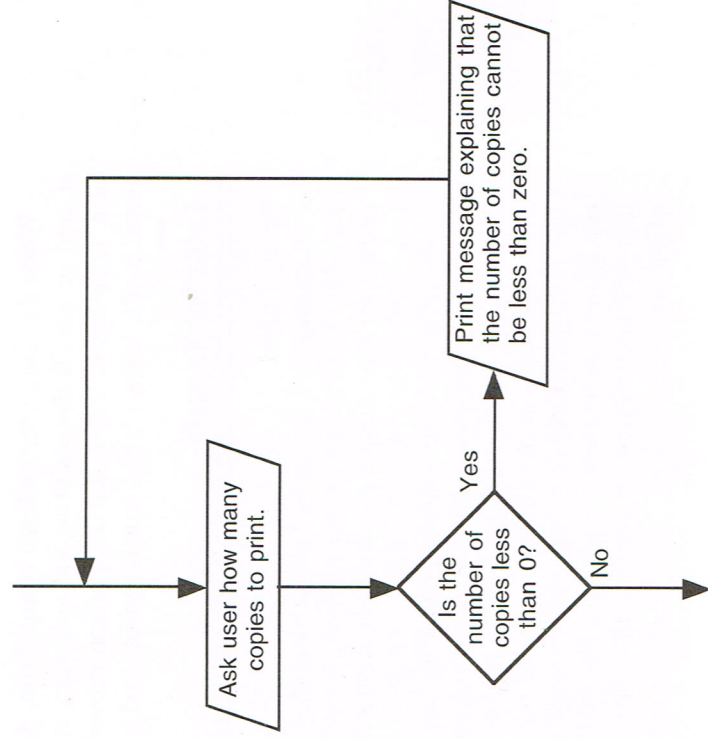 Ask user how many
copies to print.
Is the
number of
copies less
than 0?
Yes
No
Print message explaining that
the number of copies cannot
be less than zero.